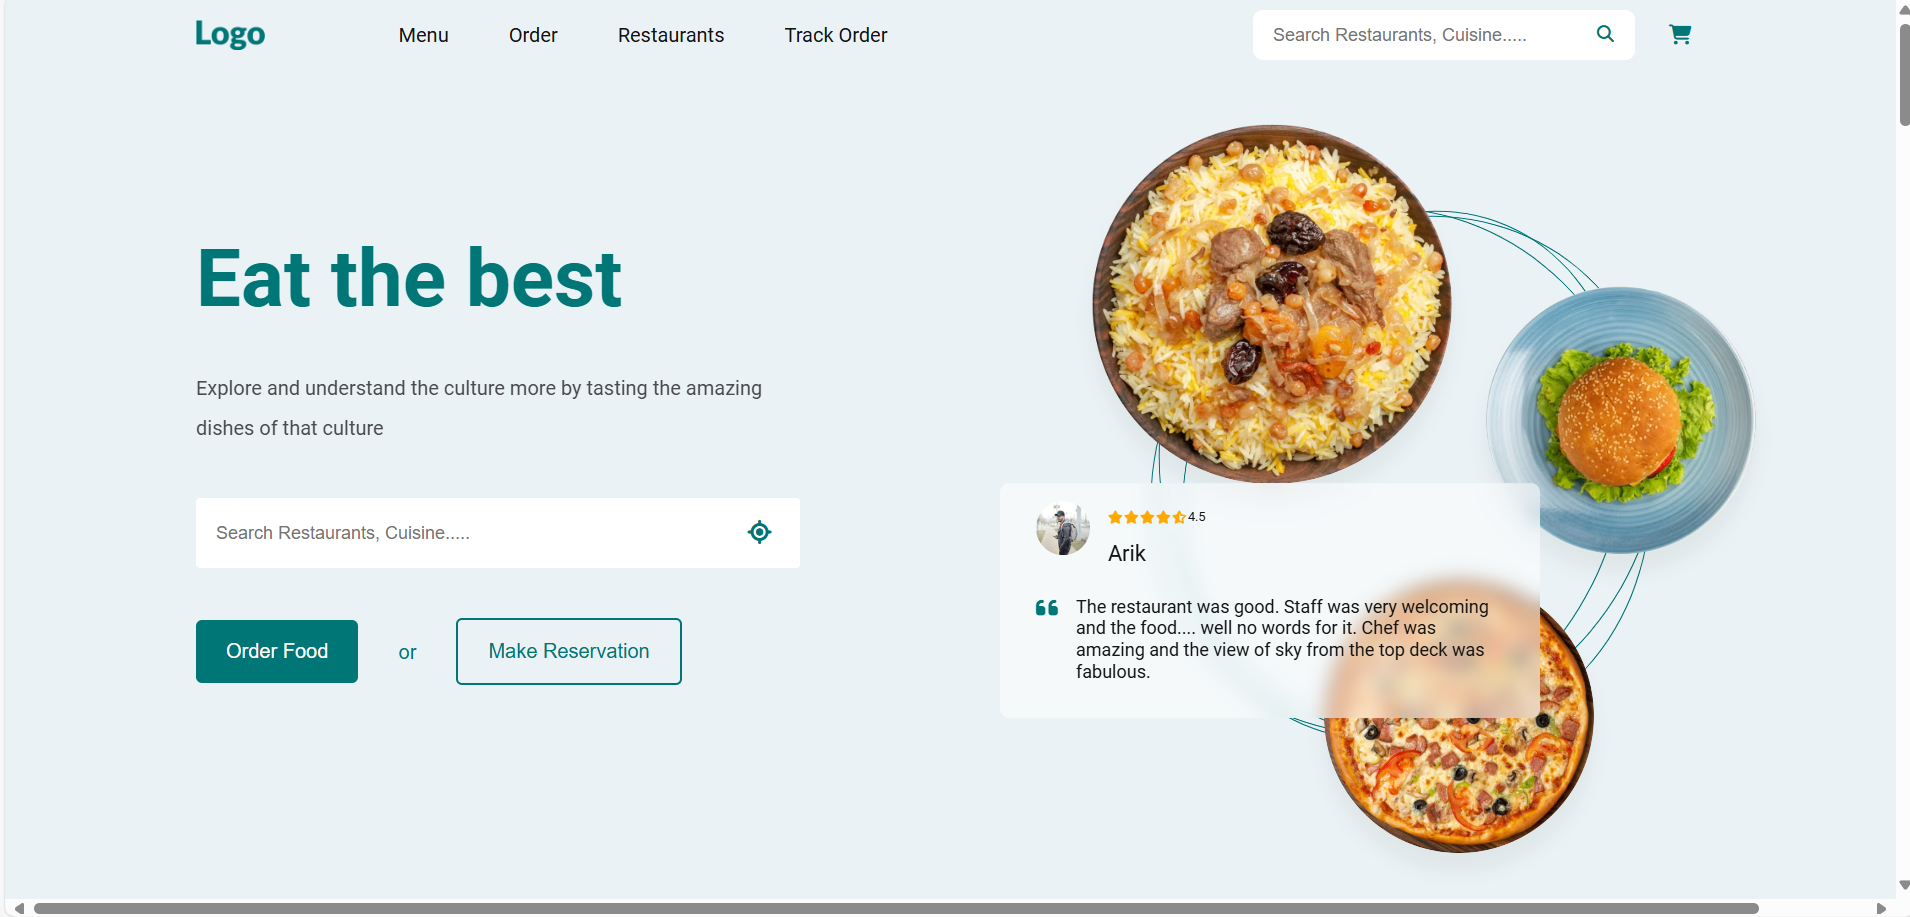 Logo
Menu
Order
Restaurants
Track Order
Search Restaurants, Cuisine.....
Eat the best
Explore and understand the culture more by tasting the amazing
dishes of that culture
Search Restaurants, Cuisine.....
Order Food
or
Make Reservation
4.5
Arik
The restaurant was good. Staff was very welcoming
and the food.... well no words for it. Chef was
amazing and the view of sky from the top deck was
fabulous.